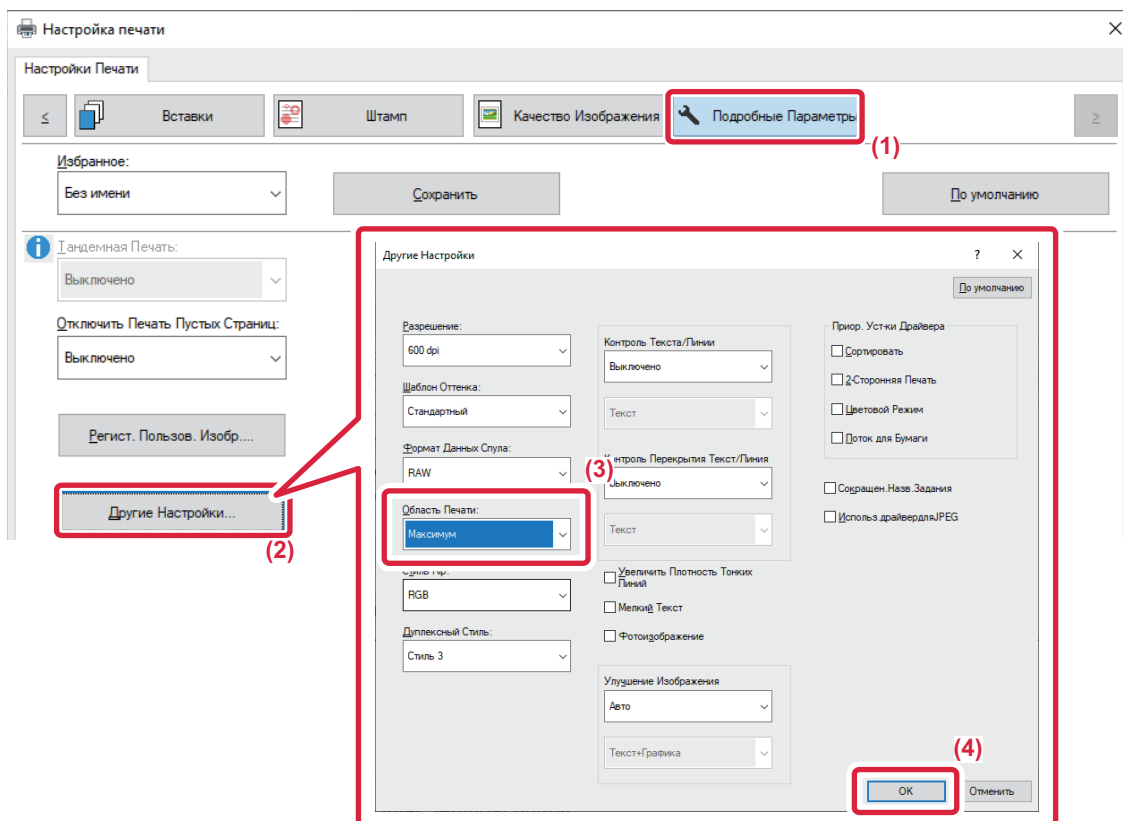 Настройка печати
Настройки Печати
<
Вставки
Штамп
Качество Изображения
Подробные Параметры
>
(1)
Избранное:
Без имени
Сохранить
По умолчанию
Тандемная Печать:
Выключено
Отключить Печать Пустых Страниц:
Выключено
Регист. Пользов. Изобр....
Другие Настройки...
(2)
Другие Настройки
?
По умолчанию
Разрешение:
600 dpi
Шаблон Оттенка:
Стандартный
Формат Данных Спула:
RAW
(3)
Область Печати:
Максимум
RGB
Дуплексный Стиль:
Стиль 3
Контроль Текста/Линии
Выключено
Текст
Контроль Перекрытия Текст/Линия
Выключено
Текст
Увеличить Плотность Тонких
Линий
Мелкий Текст
Фотоизображение
Улучшение Изображения
Авто
Текст+Графика
Приор. Уст-ки Драйвера
Сортировать
2-Сторонняя Печать
Цветовой Режим
Поток для Бумаги
Сокращен.Назв.Задания
Использ.драйвердляJPEG
(4)
OK
Отменить